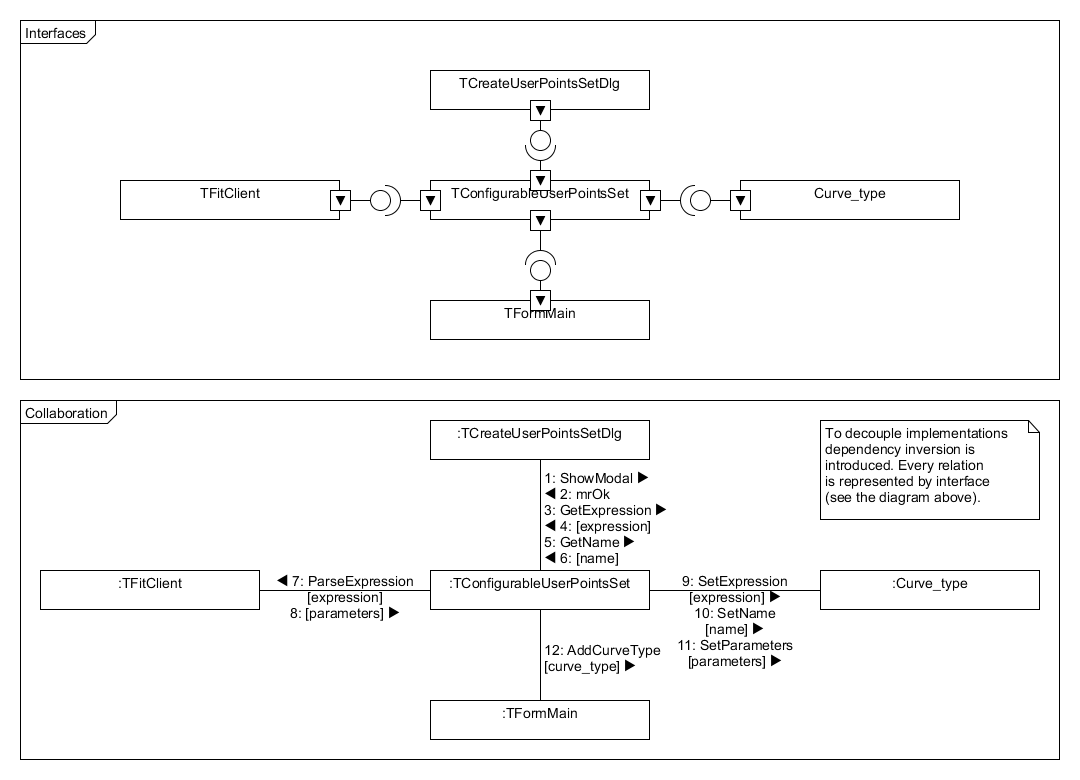 Interfaces
TCreateUserPointsSetDlg
TFitClient
TConfigurableUserPointsSet
Curve_type
TFormMain
Collaboration
:TCreateUserPointsSetDlg
To decouple implementations
dependency inversion is
introduced. Every relation
is represented by interface
(see the diagram above).
1: ShowModal ▶
◀ 2: mrOk
3: GetExpression ▶
◀ 4: [expression]
5: GetName ▶
◀ 6: [name]
:TFitClient
◀ 7: ParseExpression
[expression]
8: [parameters] ▶
:TConfigurableUserPointsSet
9: SetExpression
[expression] ▶
10: SetName
[name] ▶
11: SetParameters
[parameters] ▶
:Curve_type
12: AddCurveType
[curve_type] ▶
:TFormMain